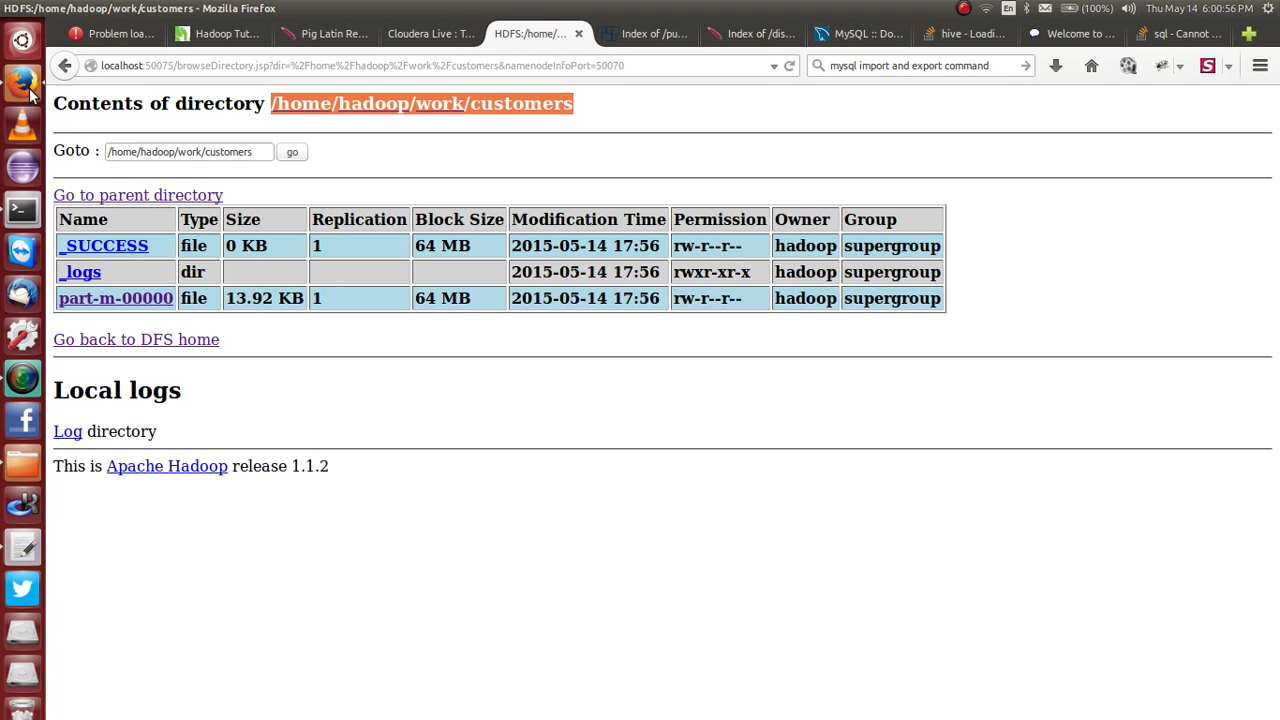 HDFS:/home/hadoop/work/customers - Mozilla Firefox
En (100%) Thu May 14 6:00:56 PM
Problem loa... Hadoop Tut... Pig Latin Re... Cloudera Live : T... HDFS:/home/... Index of /pu... Index of /dis... MySQL :: Do... hive - Loadi... Welcome to ... sql - Cannot ...
localhost:50075/browseDirectory.jsp?dir=%2Fhome%2Fhadoop%2Fwork%2Fcustomers&namenodeInfoPort=50070 mysql import and export command
Contents of directory /home/hadoop/work/customers
Goto : /home/hadoop/work/customers go
Go to parent directory
Name Type Size Replication Block Size Modification Time Permission Owner Group
_SUCCESS file 0 KB 1 64 MB 2015-05-14 17:56 rw-r--r-- hadoop supergroup
_logs dir 2015-05-14 17:56 rwxr-xr-x hadoop supergroup
part-m-00000 file 13.92 KB 1 64 MB 2015-05-14 17:56 rw-r--r-- hadoop supergroup
Go back to DFS home
Local logs
Log directory
This is Apache Hadoop release 1.1.2